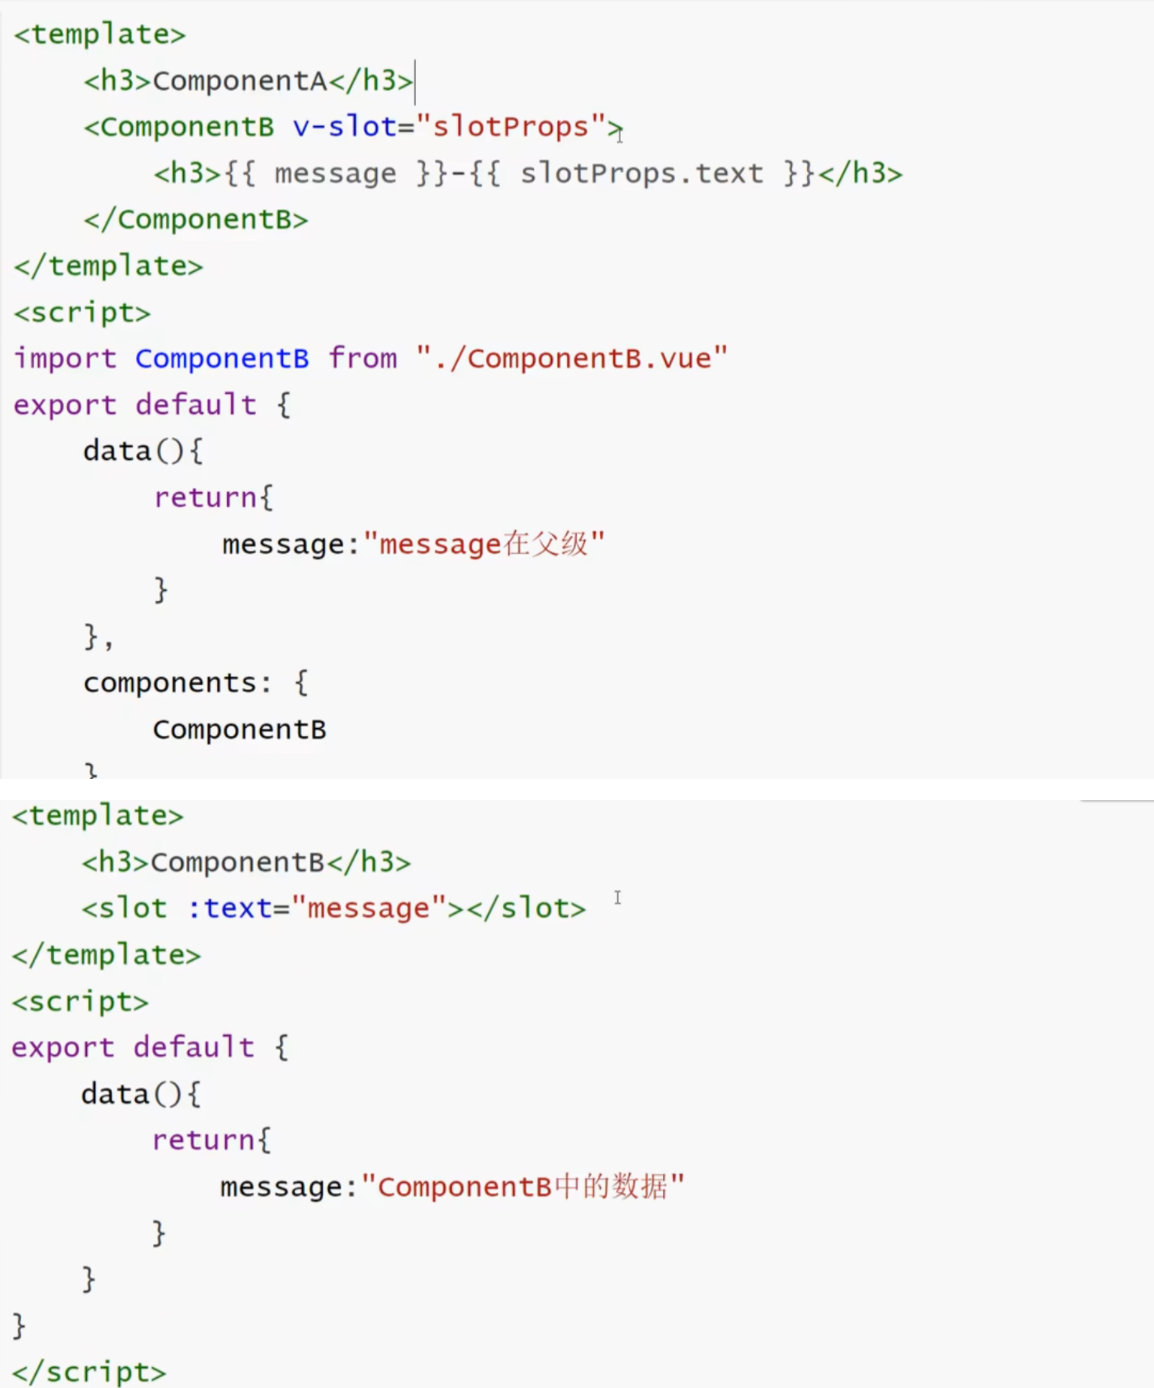 <template>
<h3>ComponentA</h3>
<ComponentB v-slot="slotProps">
<h3>{{ message }}-{{ slotProps.text }}</h3>
</ComponentB>
</template>
<script>
import ComponentB from "./ComponentB.vue"
export default {
data(){
return{
message:"message在父级"
}
},
components: {
ComponentB
}
<template>
<h3>ComponentB</h3>
<slot :text="message"></slot>
</template>
<script>
export default {
data(){
return{
message:"ComponentB中的数据"
}
}
}
</script>